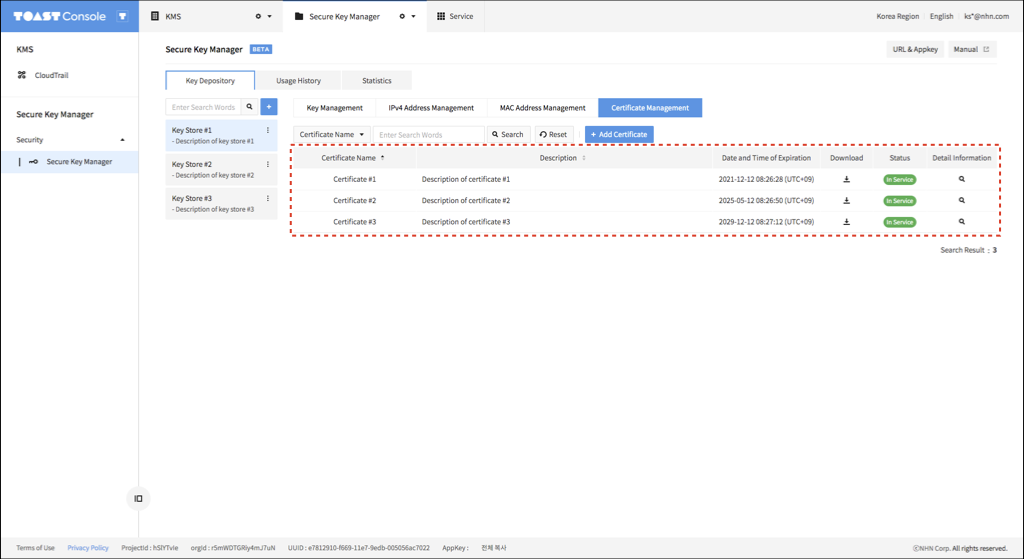 TOAST Console
KMS
Secure Key Manager
Service
Korea Region
English
ks*@nhn.com
KMS
CloudTrail
Secure Key Manager
Security
Secure Key Manager
Secure Key Manager BETA
URL & Appkey
Manual
Key Depository
Usage History
Statistics
Enter Search Words
+
Key Store #1
- Description of key store #1
Key Store #2
- Description of key store #2
Key Store #3
- Description of key store #3
Key Management
IPv4 Address Management
MAC Address Management
Certificate Management
Certificate Name
Enter Search Words
Search
Reset
+ Add Certificate
Certificate Name Description Date and Time of Expiration Download Status Detail Information
Certificate #1 Description of certificate #1 2021-12-12 08:26:28 (UTC+09) In Service
Certificate #2 Description of certificate #2 2025-05-12 08:26:50 (UTC+09) In Service
Certificate #3 Description of certificate #3 2029-12-12 08:27:12 (UTC+09) In Service
Search Result : 3
Terms of Use Privacy Policy ProjectId : hSlYTvIe orgId : r5mWDTGRiy4mJ7uN UUID : e7812910-f669-11e7-9edb-005056ac7022 AppKey : 전체 복사 ⓒNHN Corp. All rights reserved.